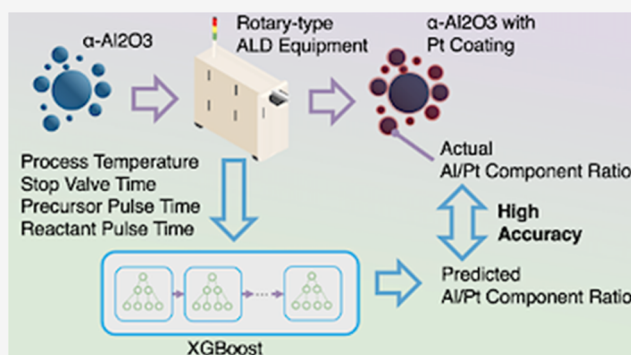 α-Al2O3
Rotary-type
ALD Equipment
α-Al2O3 with
Pt Coating
Actual
Al/Pt Component Ratio
Process Temperature
Stop Valve Time
Precursor Pulse Time
Reactant Pulse Time
High
Accuracy
Predicted
Al/Pt Component Ratio
XGBoost